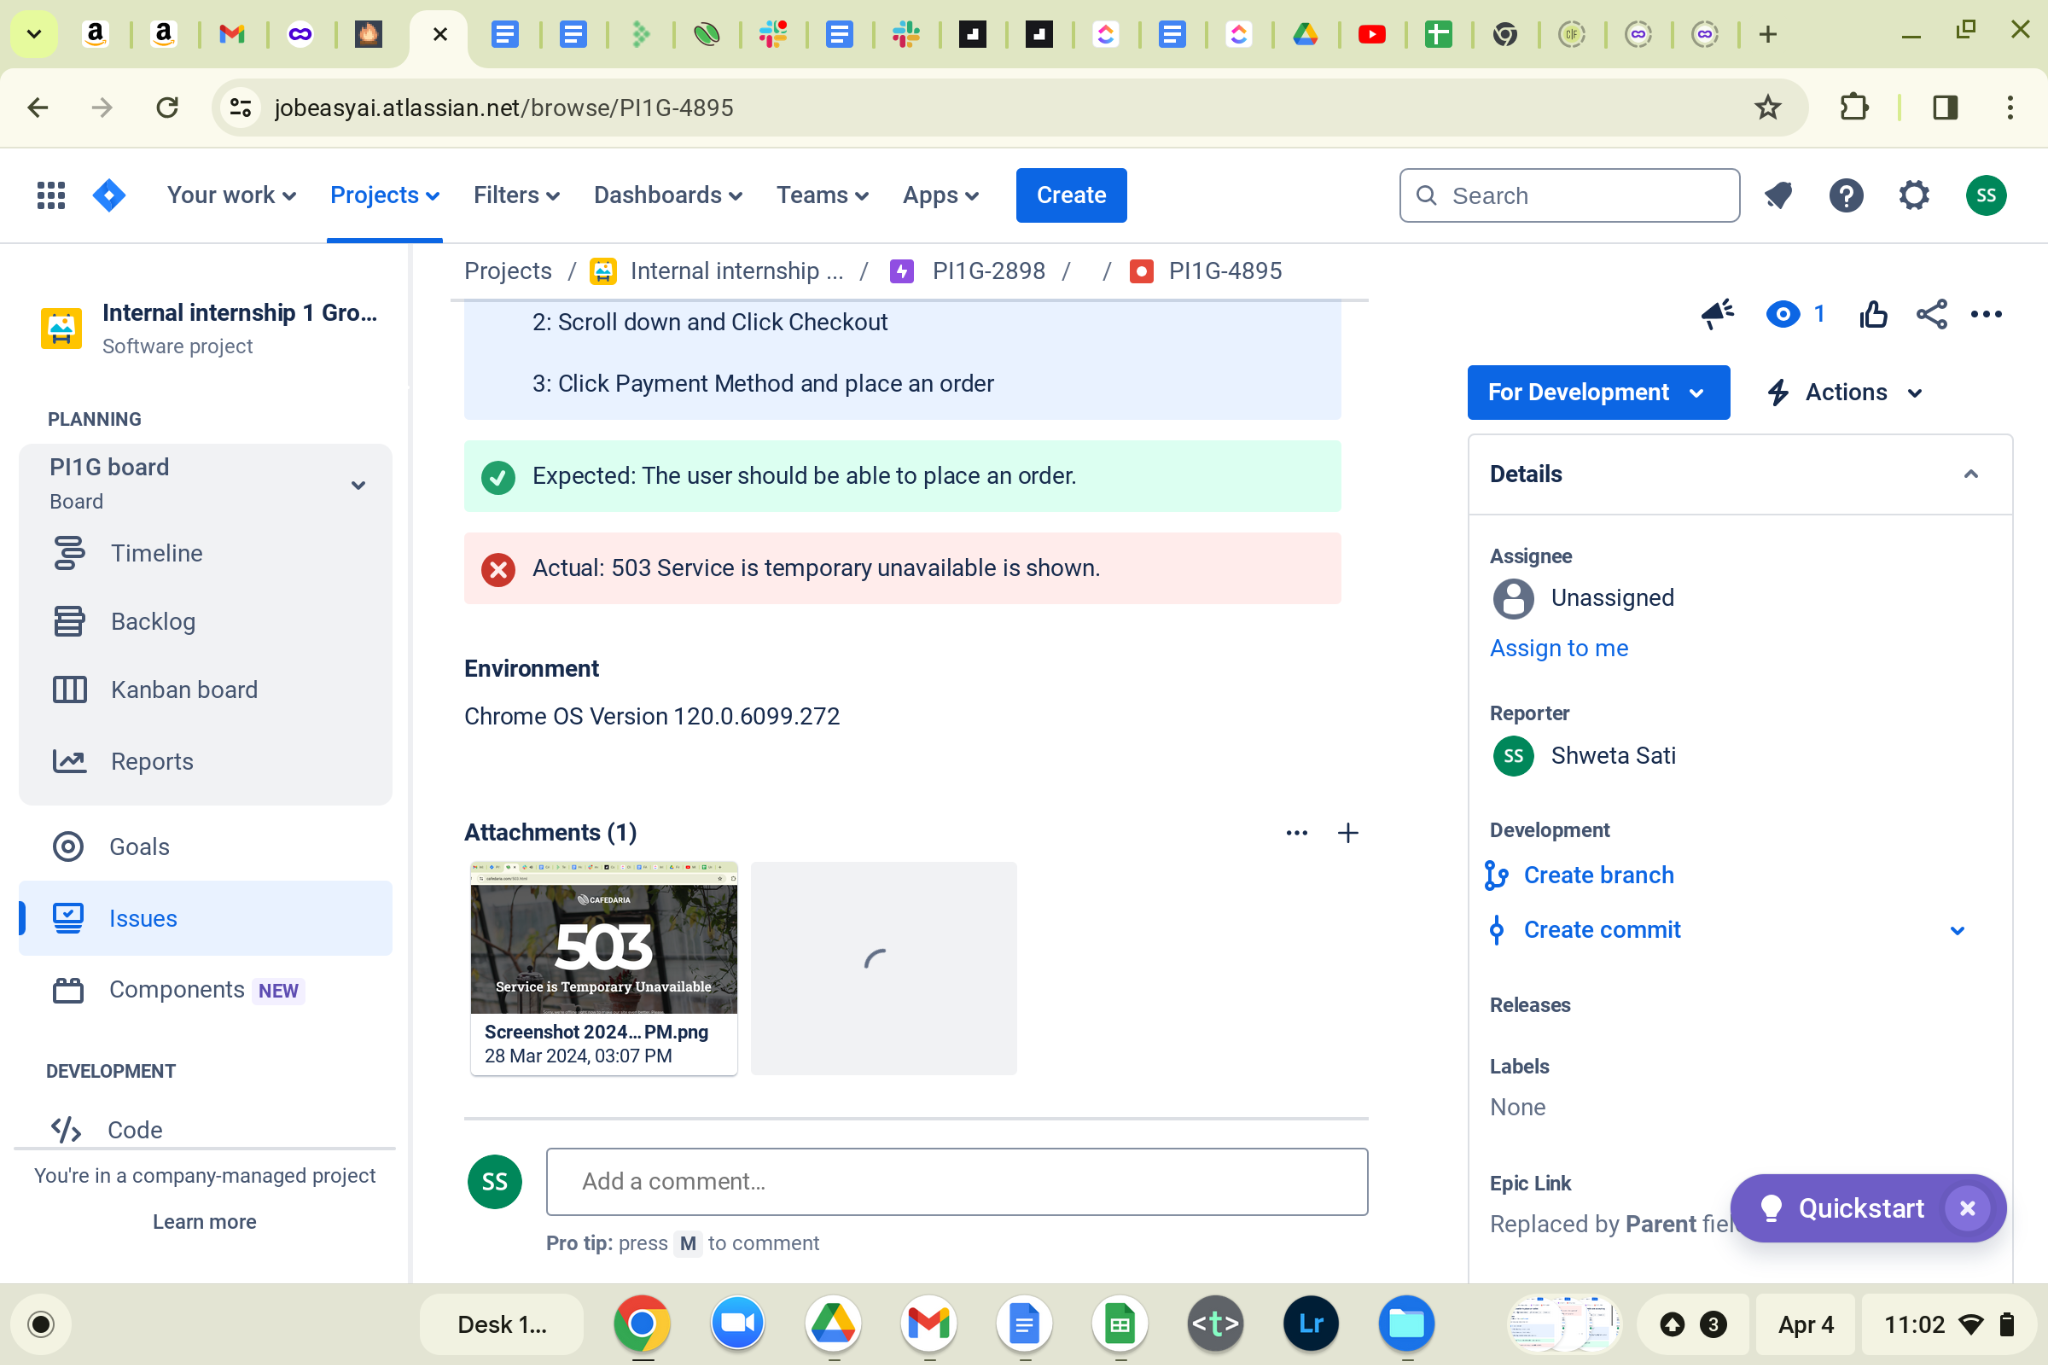 jobeasyai.atlassian.net/browse/PI1G-4895
Your work
Projects
Filters
Dashboards
Teams
Apps
Create
Search
SS
Internal internship 1 Gro...
Software project
PLANNING
PI1G board
Board
Timeline
Backlog
Kanban board
Reports
Goals
Issues
Components NEW
DEVELOPMENT
Code
You're in a company-managed project
Learn more
Projects / Internal internship ... / PI1G-2898 / / PI1G-4895
2: Scroll down and Click Checkout
3: Click Payment Method and place an order
Expected: The user should be able to place an order.
Actual: 503 Service is temporary unavailable is shown.
Environment
Chrome OS Version 120.0.6099.272
Attachments (1)
CAFEDARIA
503
Service is Temporary Unavailable
Screenshot 2024... PM.png
28 Mar 2024, 03:07 PM
SS
Add a comment...
Pro tip: press M to comment
1
For Development
Actions
Details
Assignee
Unassigned
Assign to me
Reporter
SS Shweta Sati
Development
Create branch
Create commit
Releases
Labels
None
Epic Link
Replaced by Parent
Quickstart
Desk 1...
<t>
Lr
3
Apr 4
11:02